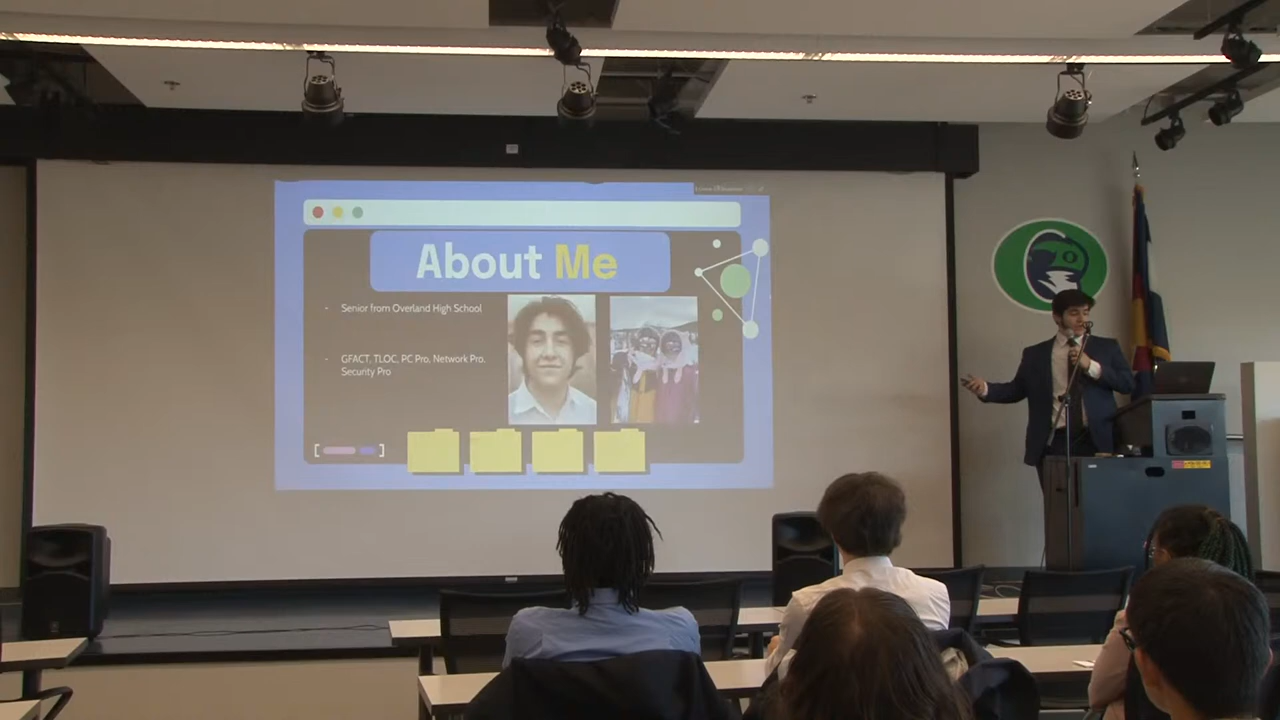 About Me
- Senior from Overland High School
- GFACT, TLOC, PC Pro, Network Pro,
Security Pro